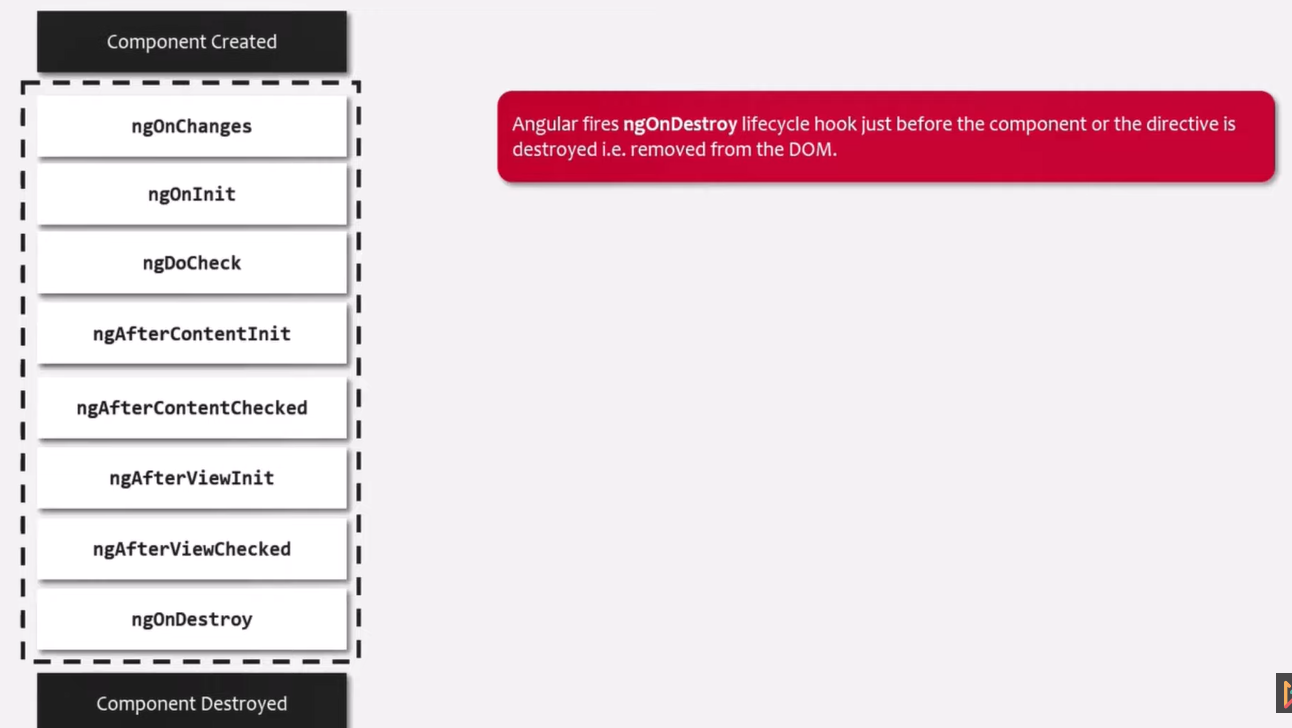 Component Created
ngOnChanges
ngOnInit
ngDoCheck
ngAfterContentInit
ngAfterContentChecked
ngAfterViewInit
ngAfterViewChecked
ngOnDestroy
Component Destroyed
Angular fires ngOnDestroy lifecycle hook just before the component or the directive is
destroyed i.e. removed from the DOM.